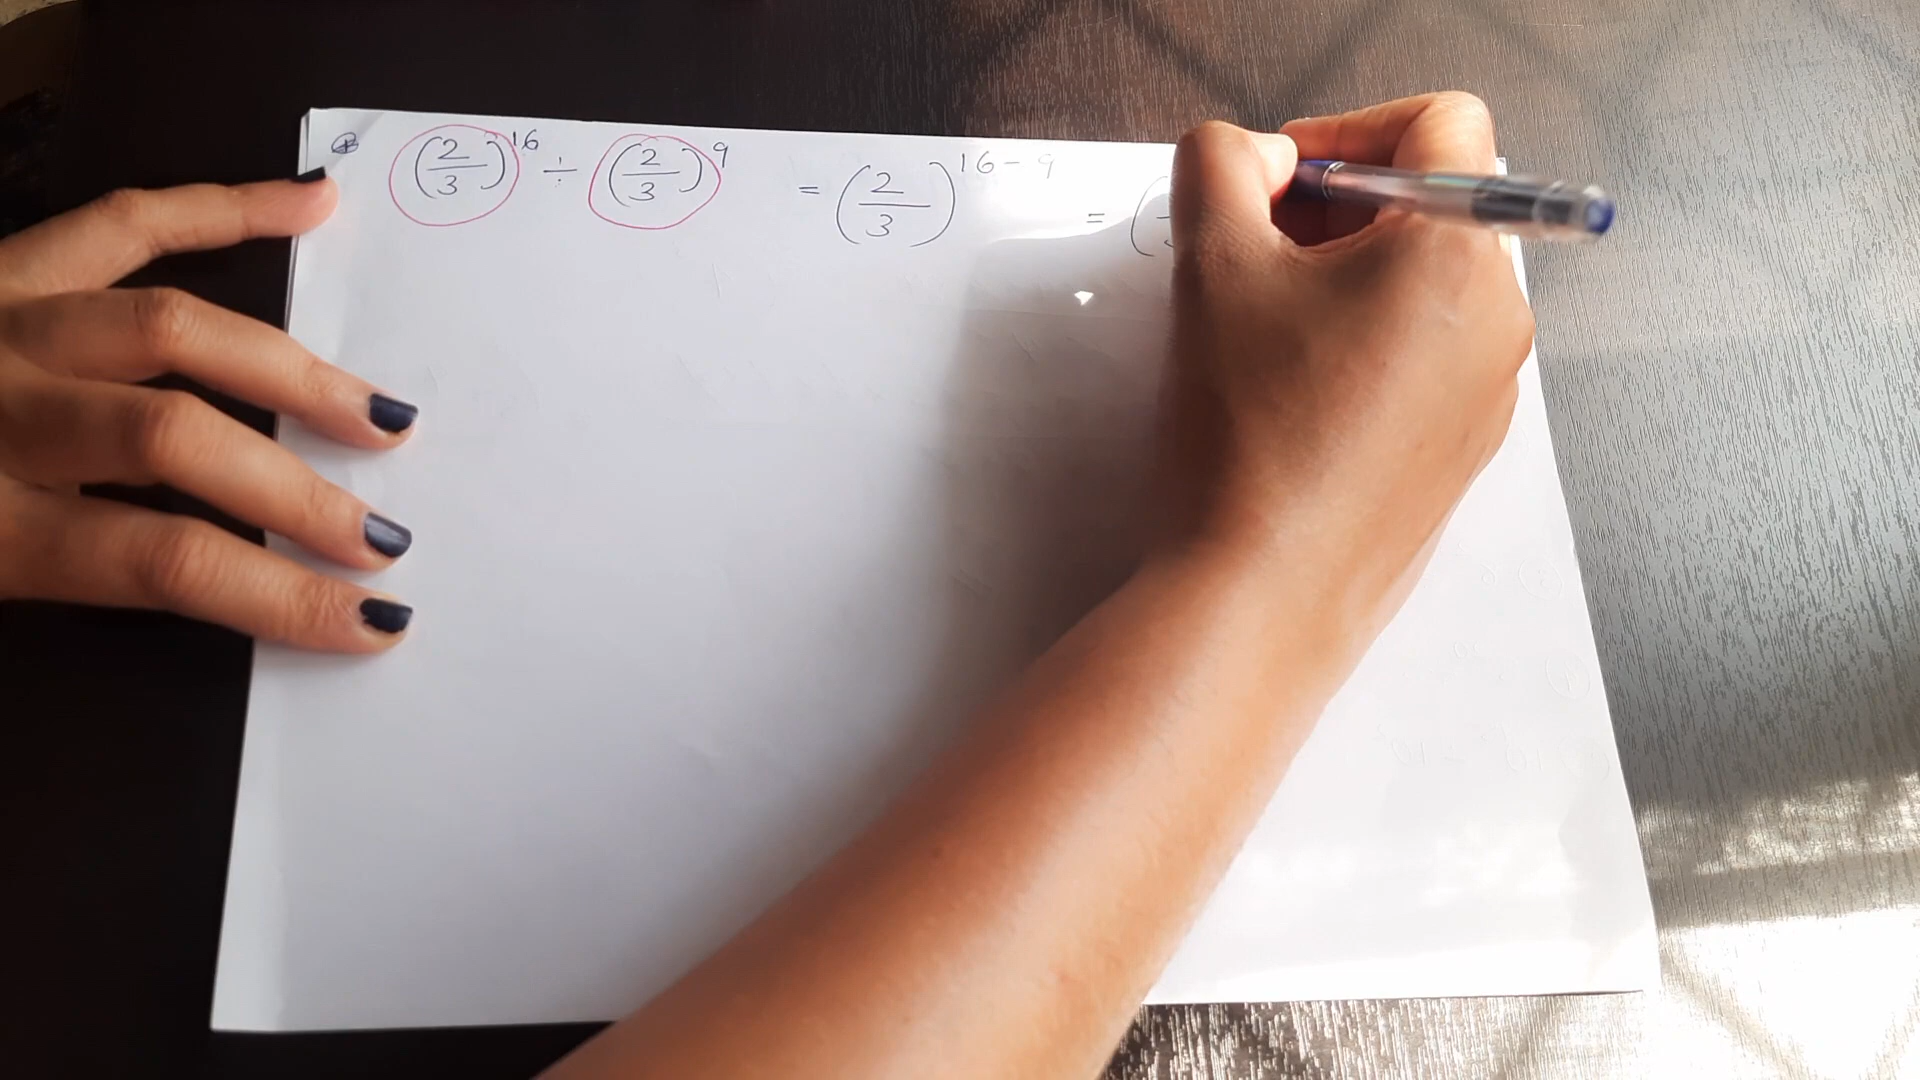 (2/3)^16 ÷ (2/3)^9 = (2/3)^16-9 = (